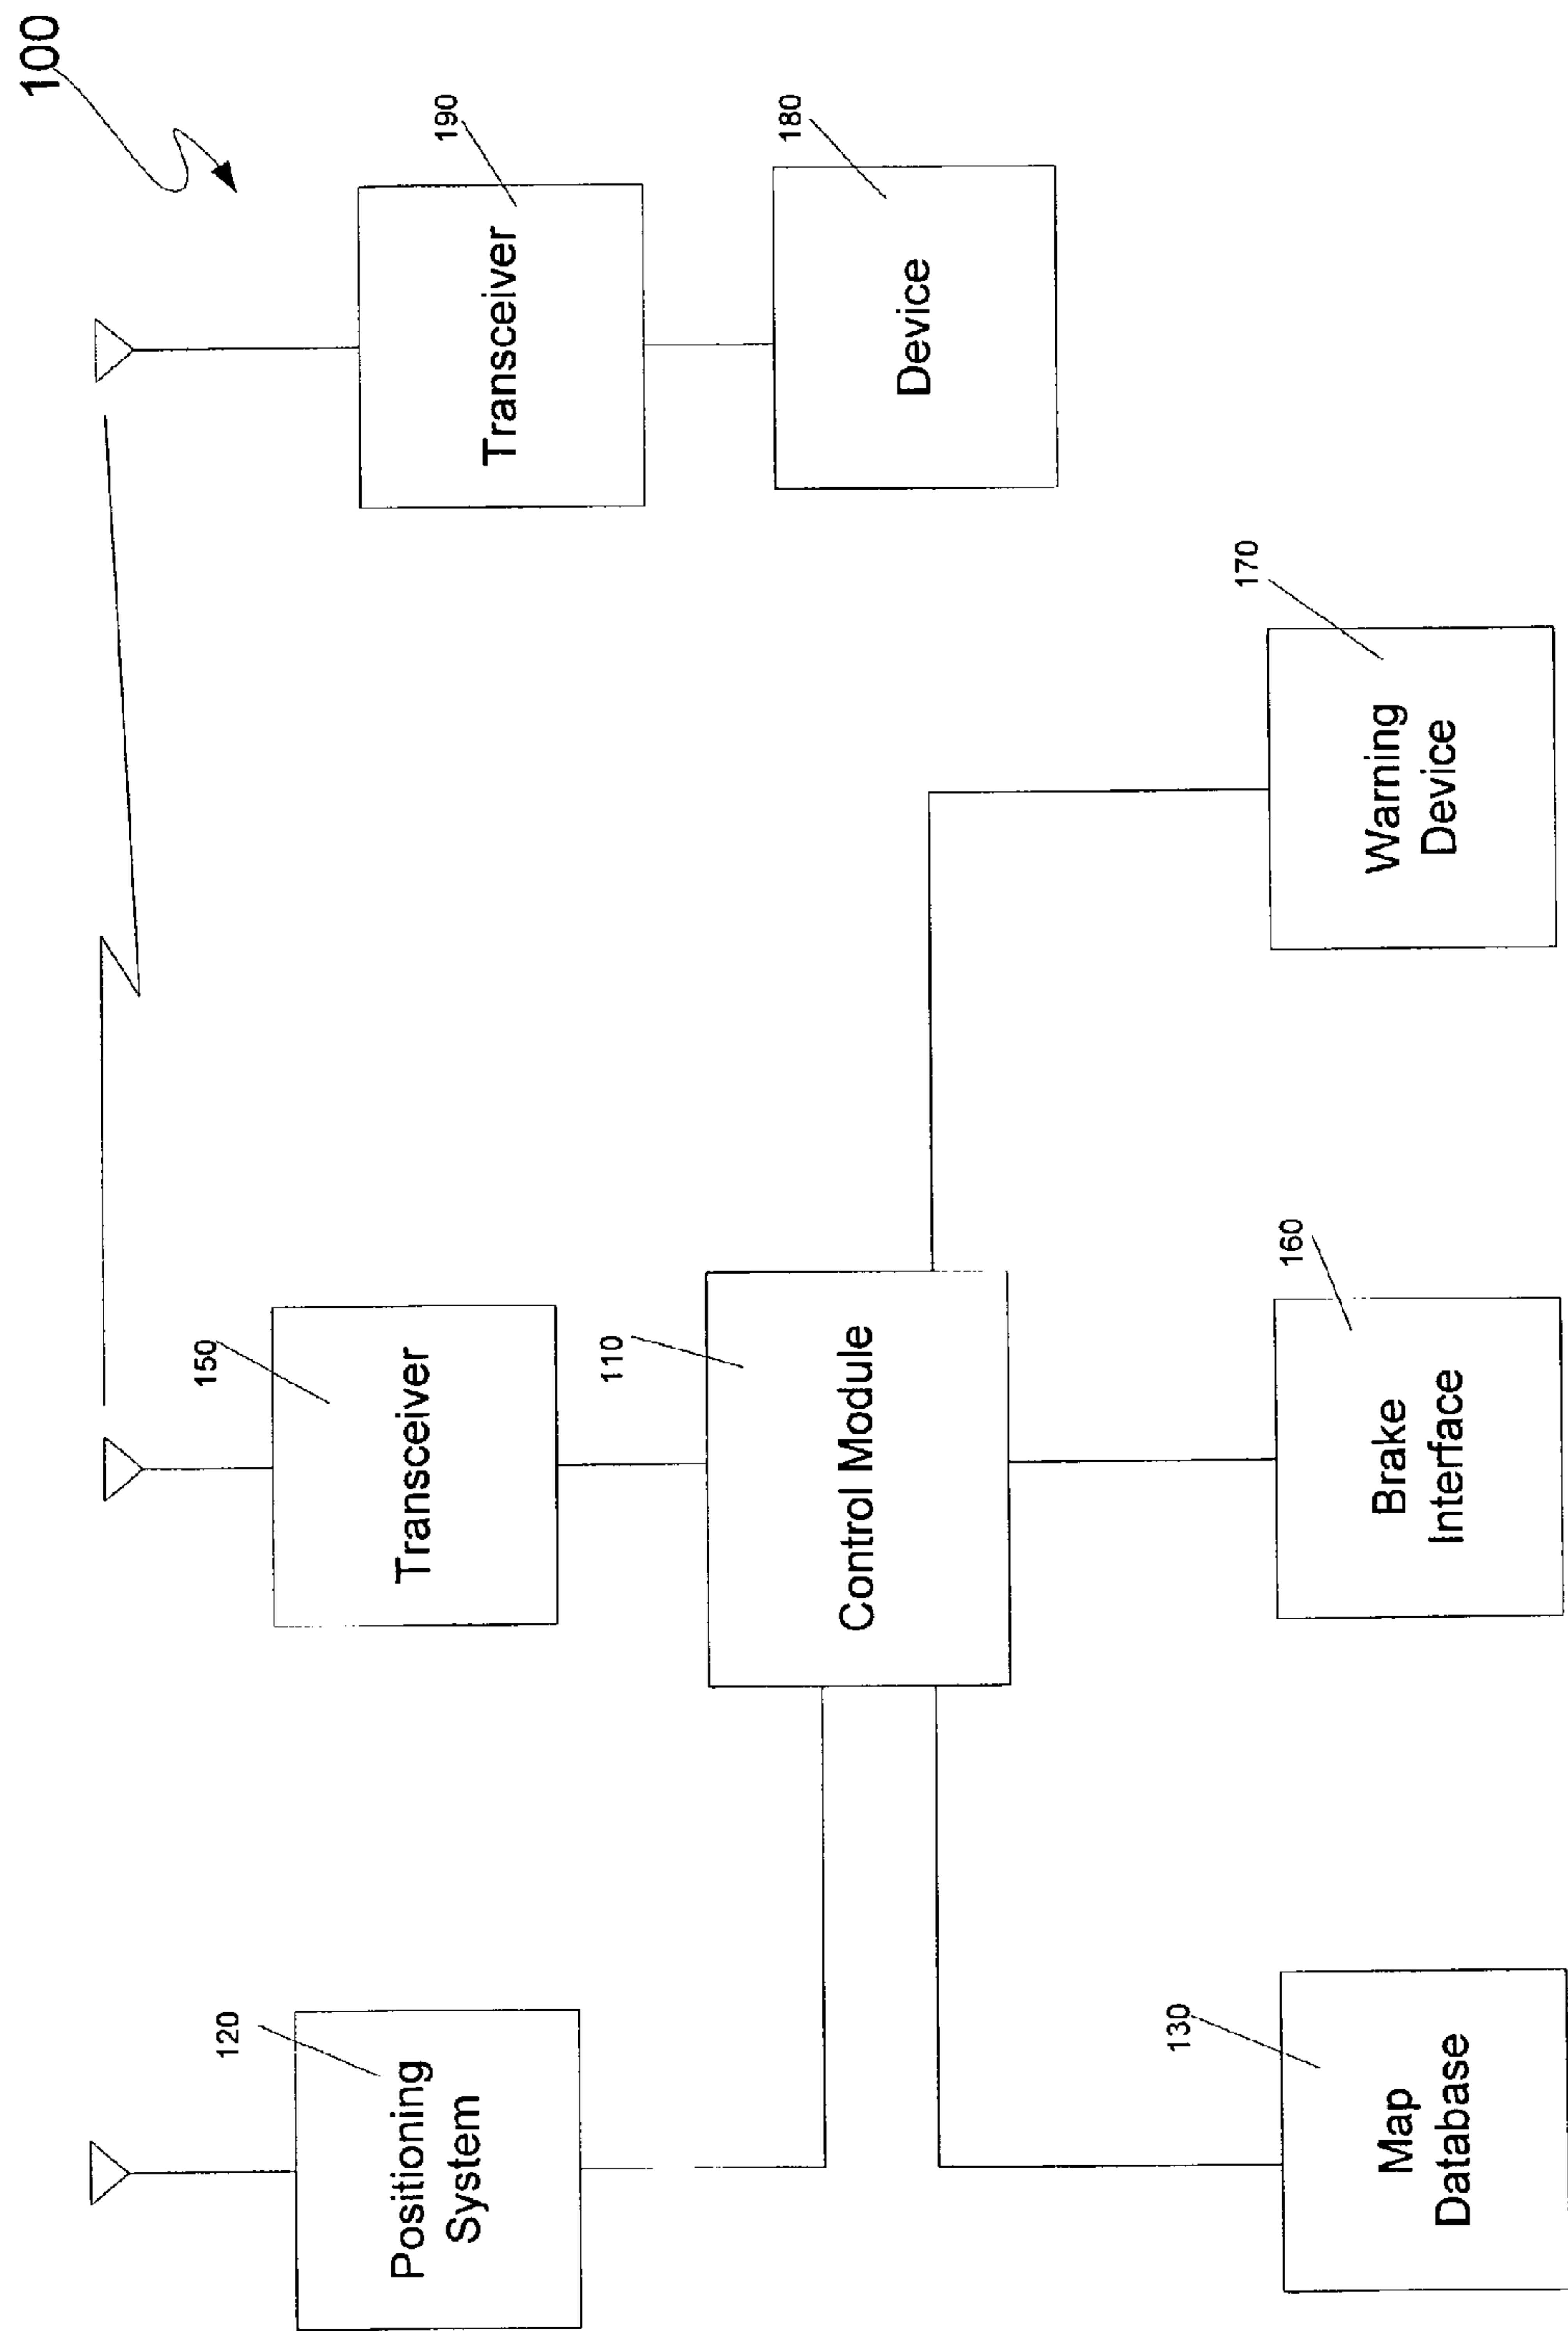 100
120
Positioning
System
150
Transceiver
190
Transceiver
110
Control Module
180
Device
130
Map
Database
160
Brake
Interface
170
Warning
Device